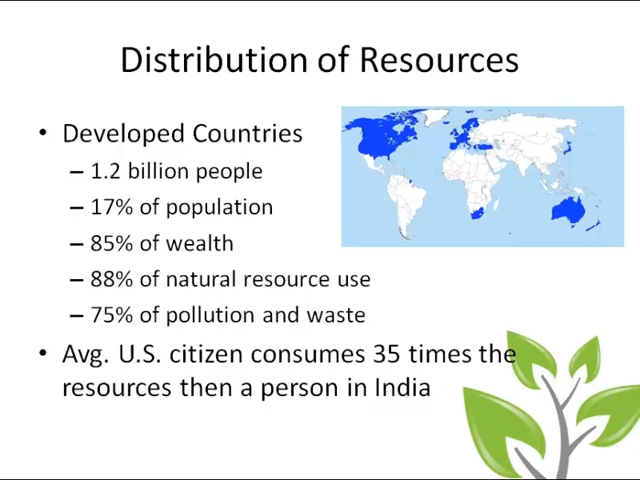 Distribution of Resources
• Developed Countries
– 1.2 billion people
– 17% of population
– 85% of wealth
– 88% of natural resource use
– 75% of pollution and waste
• Avg. U.S. citizen consumes 35 times the
resources then a person in India